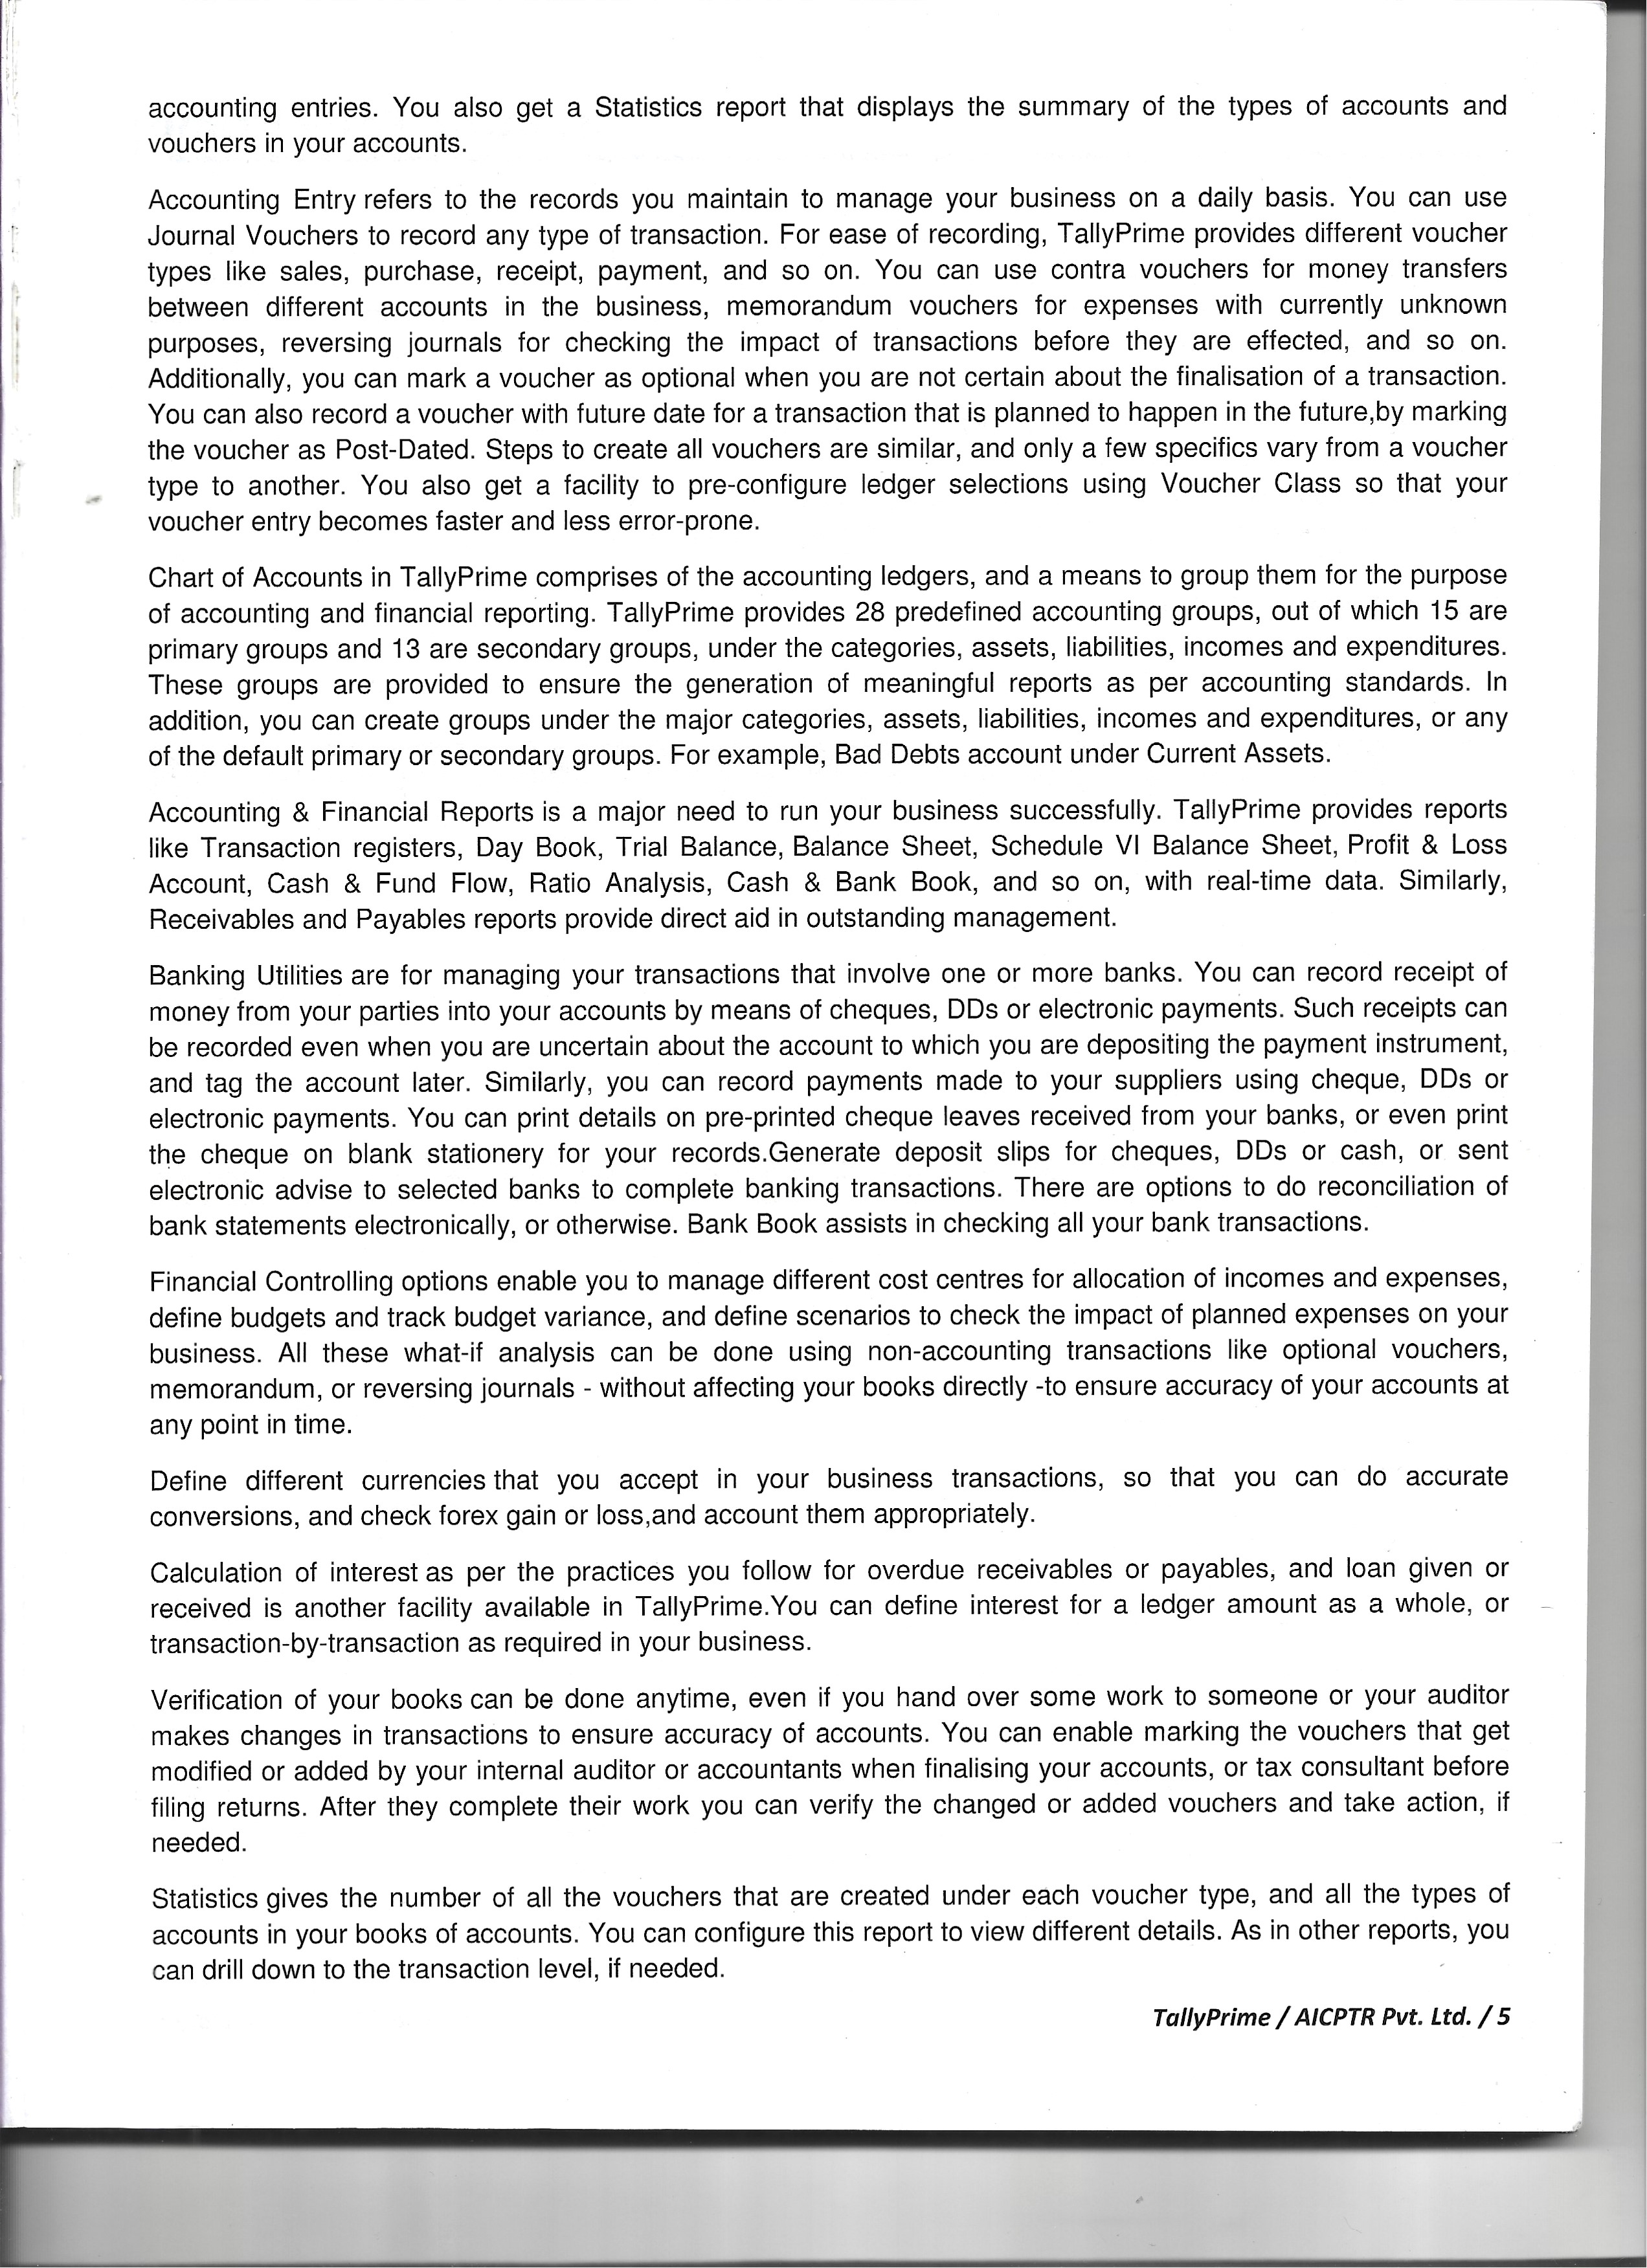 accounting entries. You also get a Statistics report that displays the summary of the types of accounts and
vouchers in your accounts.
Accounting Entry refers to the records you maintain to manage your business on a daily basis. You can use
Journal Vouchers to record any type of transaction. For ease of recording, TallyPrime provides different voucher
types like sales, purchase, receipt, payment, and so on. You can use contra vouchers for money transfers
between different accounts in the business, memorandum vouchers for expenses with currently unknown
purposes, reversing journals for checking the impact of transactions before they are effected, and so on.
Additionally, you can mark a voucher as optional when you are not certain about the finalisation of a transaction.
You can also record a voucher with future date for a transaction that is planned to happen in the future,by marking
the voucher as Post-Dated. Steps to create all vouchers are similar, and only a few specifics vary from a voucher
type to another. You also get a facility to pre-configure ledger selections using Voucher Class so that your
voucher entry becomes faster and less error-prone.
Chart of Accounts in TallyPrime comprises of the accounting ledgers, and a means to group them for the purpose
of accounting and financial reporting. TallyPrime provides 28 predefined accounting groups, out of which 15 are
primary groups and 13 are secondary groups, under the categories, assets, liabilities, incomes and expenditures.
These groups are provided to ensure the generation of meaningful reports as per accounting standards. In
addition, you can create groups under the major categories, assets, liabilities, incomes and expenditures, or any
of the default primary or secondary groups. For example, Bad Debts account under Current Assets.
Accounting & Financial Reports is a major need to run your business successfully. TallyPrime provides reports
like Transaction registers, Day Book, Trial Balance, Balance Sheet, Schedule VI Balance Sheet, Profit & Loss
Account, Cash & Fund Flow, Ratio Analysis, Cash & Bank Book, and so on, with real-time data. Similarly,
Receivables and Payables reports provide direct aid in outstanding management.
Banking Utilities are for managing your transactions that involve one or more banks. You can record receipt of
money from your parties into your accounts by means of cheques, DDs or electronic payments. Such receipts can
be recorded even when you are uncertain about the account to which you are depositing the payment instrument,
and tag the account later. Similarly, you can record payments made to your suppliers using cheque, DDs or
electronic payments. You can print details on pre-printed cheque leaves received from your banks, or even print
the cheque on blank stationery for your records.Generate deposit slips for cheques, DDs or cash, or sent
electronic advise to selected banks to complete banking transactions. There are options to do reconciliation of
bank statements electronically, or otherwise. Bank Book assists in checking all your bank transactions.
Financial Controlling options enable you to manage different cost centres for allocation of incomes and expenses,
define budgets and track budget variance, and define scenarios to check the impact of planned expenses on your
business. All these what-if analysis can be done using non-accounting transactions like optional vouchers,
memorandum, or reversing journals - without affecting your books directly -to ensure accuracy of your accounts at
any point in time.
Define different currencies that you accept in your business transactions, so that you can do accurate
conversions, and check forex gain or loss,and account them appropriately.
Calculation of interest as per the practices you follow for overdue receivables or payables, and loan given or
received is another facility available in TallyPrime.You can define interest for a ledger amount as a whole, or
transaction-by-transaction as required in your business.
Verification of your books can be done anytime, even if you hand over some work to someone or your auditor
makes changes in transactions to ensure accuracy of accounts. You can enable marking the vouchers that get
modified or added by your internal auditor or accountants when finalising your accounts, or tax consultant before
filing returns. After they complete their work you can verify the changed or added vouchers and take action, if
needed.
Statistics gives the number of all the vouchers that are created under each voucher type, and all the types of
accounts in your books of accounts. You can configure this report to view different details. As in other reports, you
can drill down to the transaction level, if needed.
TallyPrime / AICPTR Pvt. Ltd. / 5